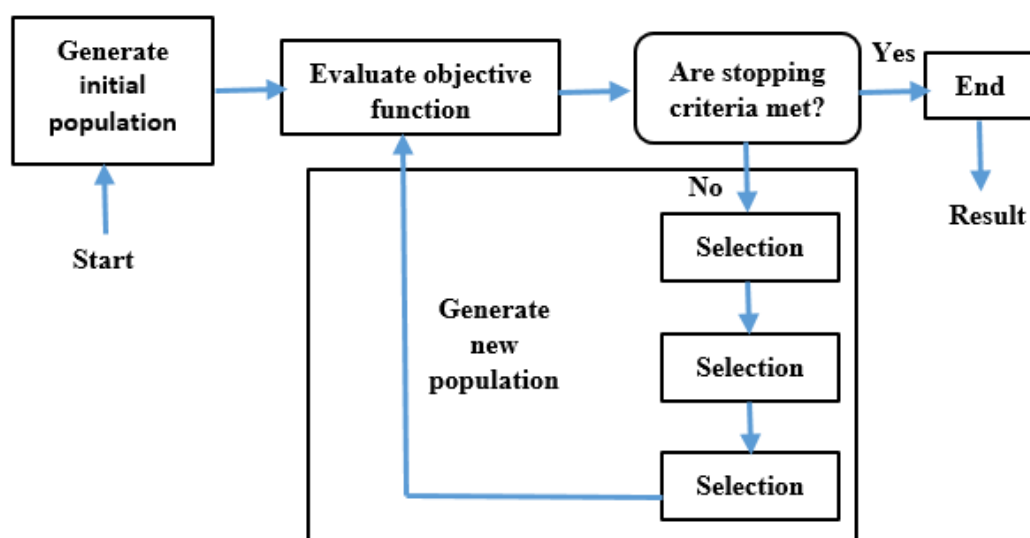 Generate
initial
population
Evaluate objective
function
Are stopping
criteria met?
Yes
End
No
Start
Result
Selection
Generate
new
population
Selection
Selection